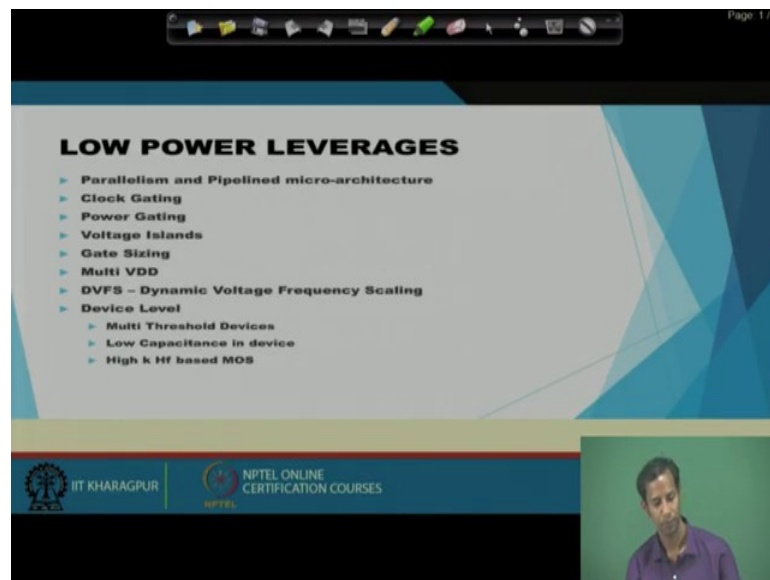 Page: 1 /
LOW POWER LEVERAGES
Parallelism and Pipelined micro-architecture
Clock Gating
Power Gating
Voltage Islands
Gate Sizing
Multi VDD
DVFS – Dynamic Voltage Frequency Scaling
Device Level
Multi Threshold Devices
Low Capacitance in device
High k Hf based MOS
IIT KHARAGPUR
NPTEL
NPTEL ONLINE
CERTIFICATION COURSES